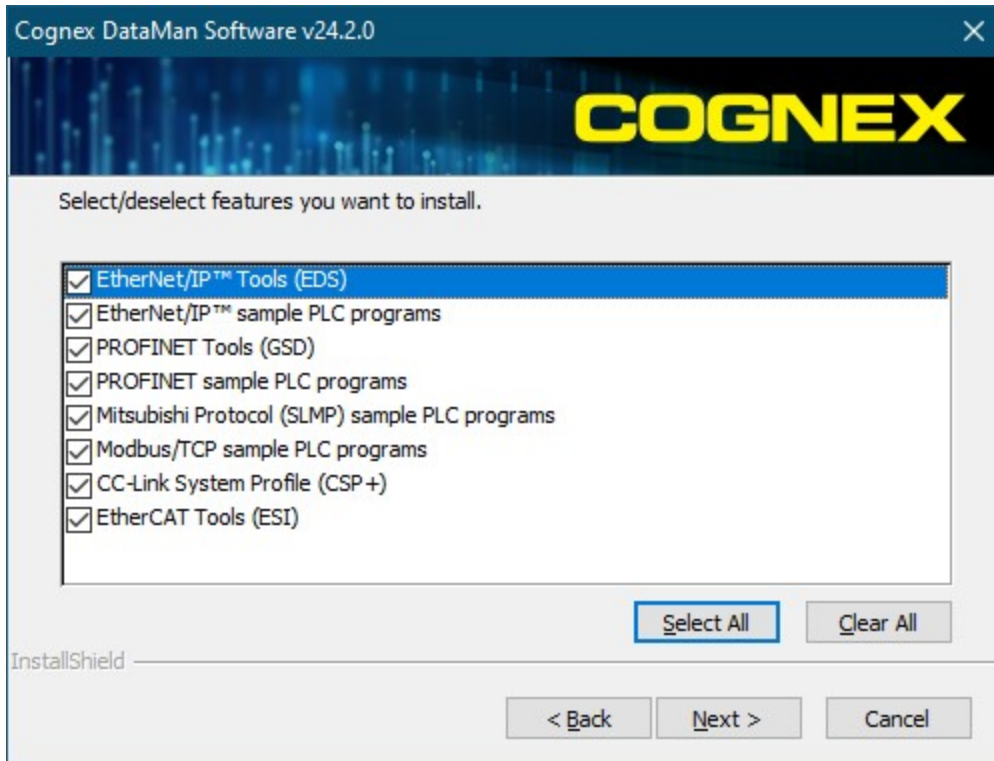 Cognex DataMan Software v24.2.0
COGNEX
Select/deselect features you want to install.
EtherNet/IP™ Tools (EDS)
EtherNet/IP™ sample PLC programs
PROFINET Tools (GSD)
PROFINET sample PLC programs
Mitsubishi Protocol (SLMP) sample PLC programs
Modbus/TCP sample PLC programs
CC-Link System Profile (CSP+)
EtherCAT Tools (ESI)
Select All Clear All
InstallShield
< Back Next > Cancel